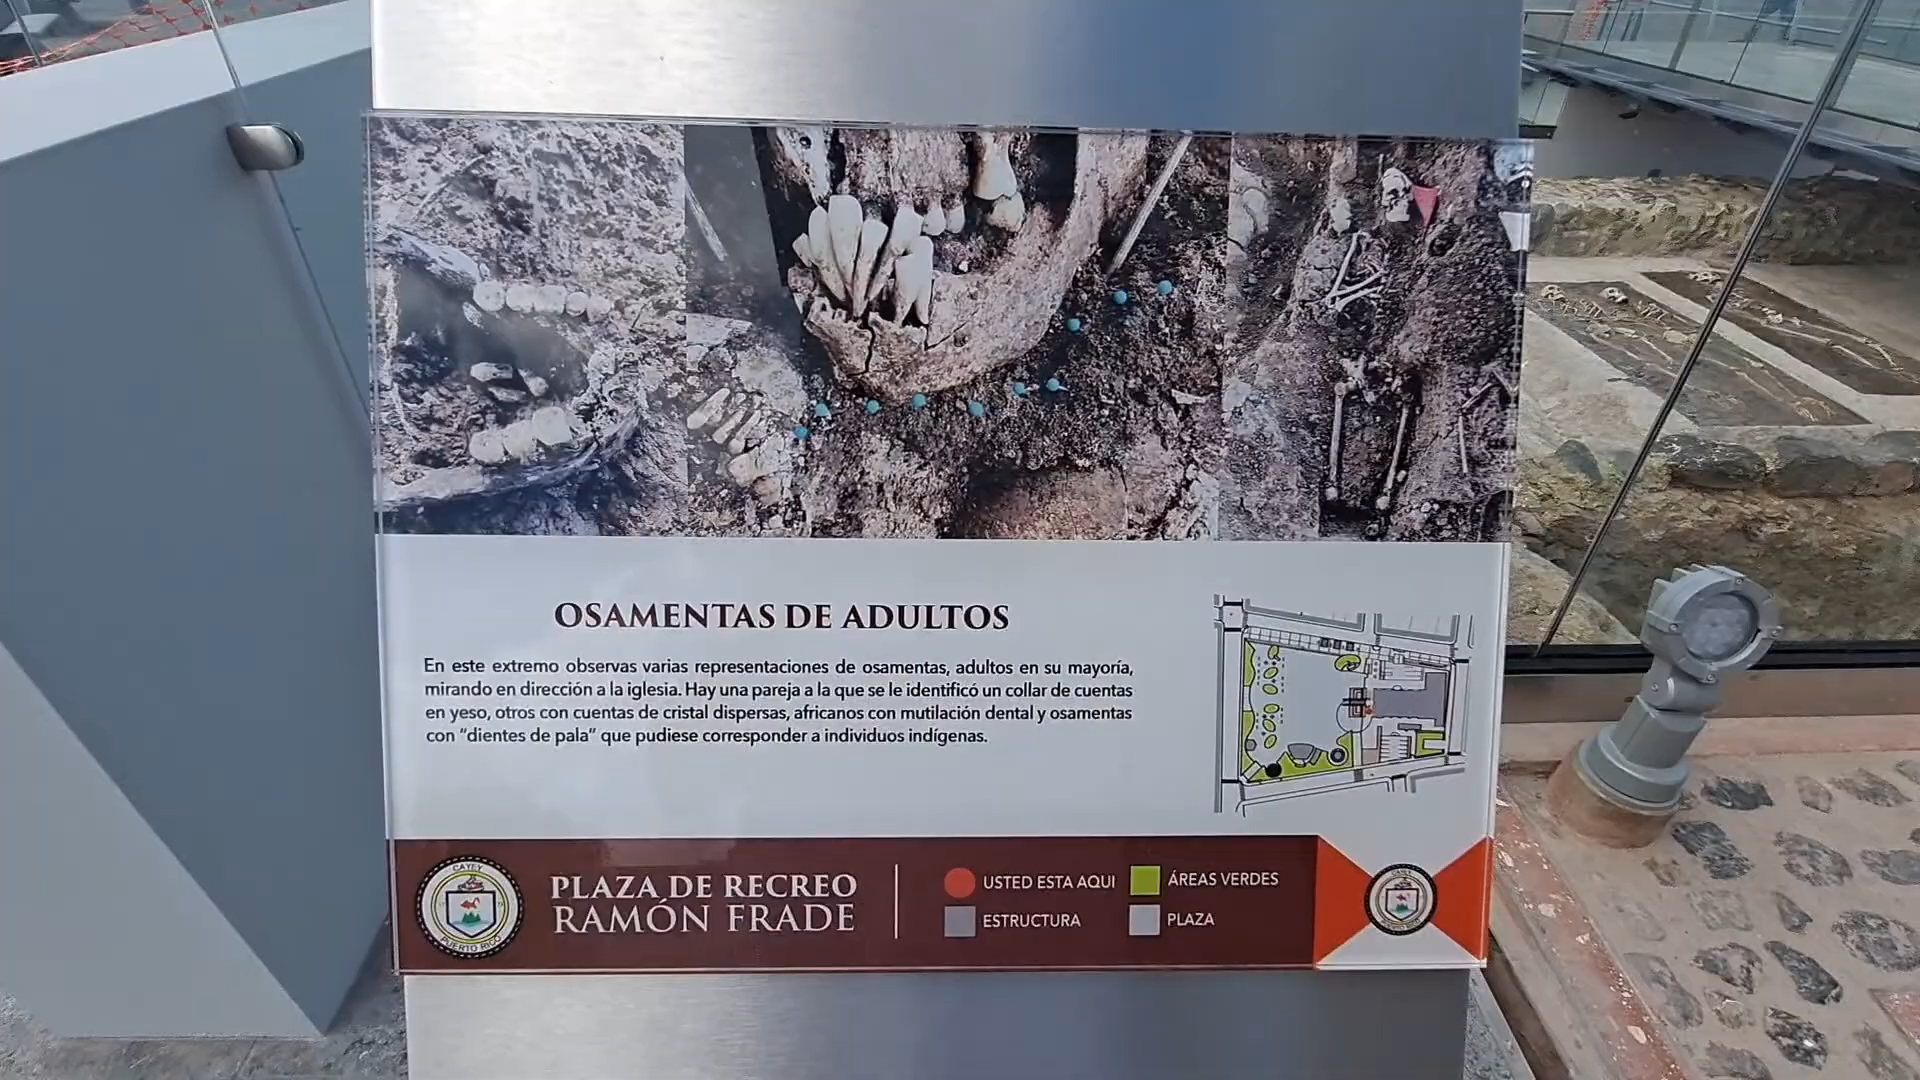 OSAMENTAS DE ADULTOS
En este extremo observas varias representaciones de osamentas, adultos en su mayoría,
mirando en dirección a la iglesia. Hay una pareja a la que se le identificó un collar de cuentas
en yeso, otros con cuentas de cristal dispersas, africanos con mutilación dental y osamentas
con "dientes de pala" que pudiese corresponder a individuos indígenas.
CAYEY
PUERTO RICO
PLAZA DE RECREO
RAMÓN FRADE
USTED ESTA AQUI
ESTRUCTURA
ÁREAS VERDES
PLAZA